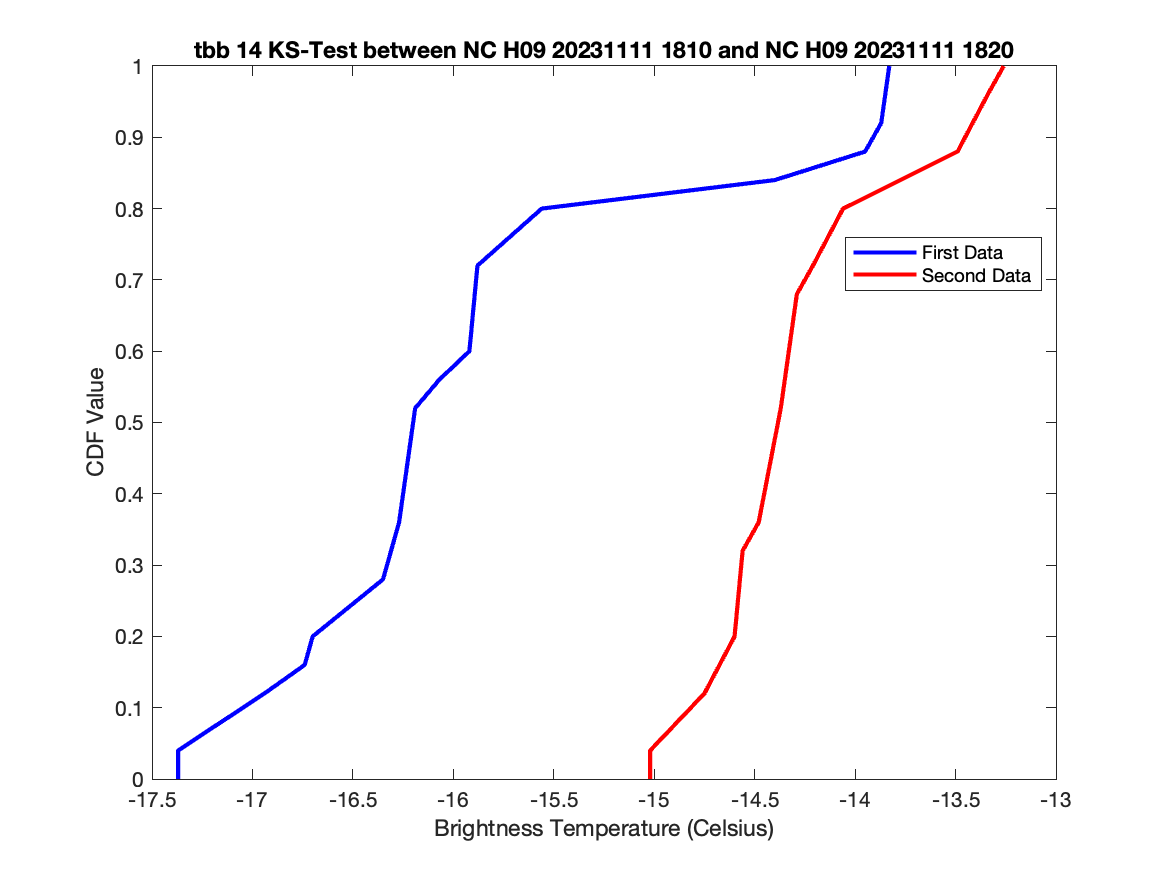 tbb 14 KS-Test between NC H09 20231111 1810 and NC H09 20231111 1820
1
0.9
0.8
0.7
0.6
0.5
0.4
0.3
0.2
0.1
0
CDF Value
First Data
Second Data
-17.5 -17 -16.5 -16 -15.5 -15 -14.5 -14 -13.5 -13
Brightness Temperature (Celsius)